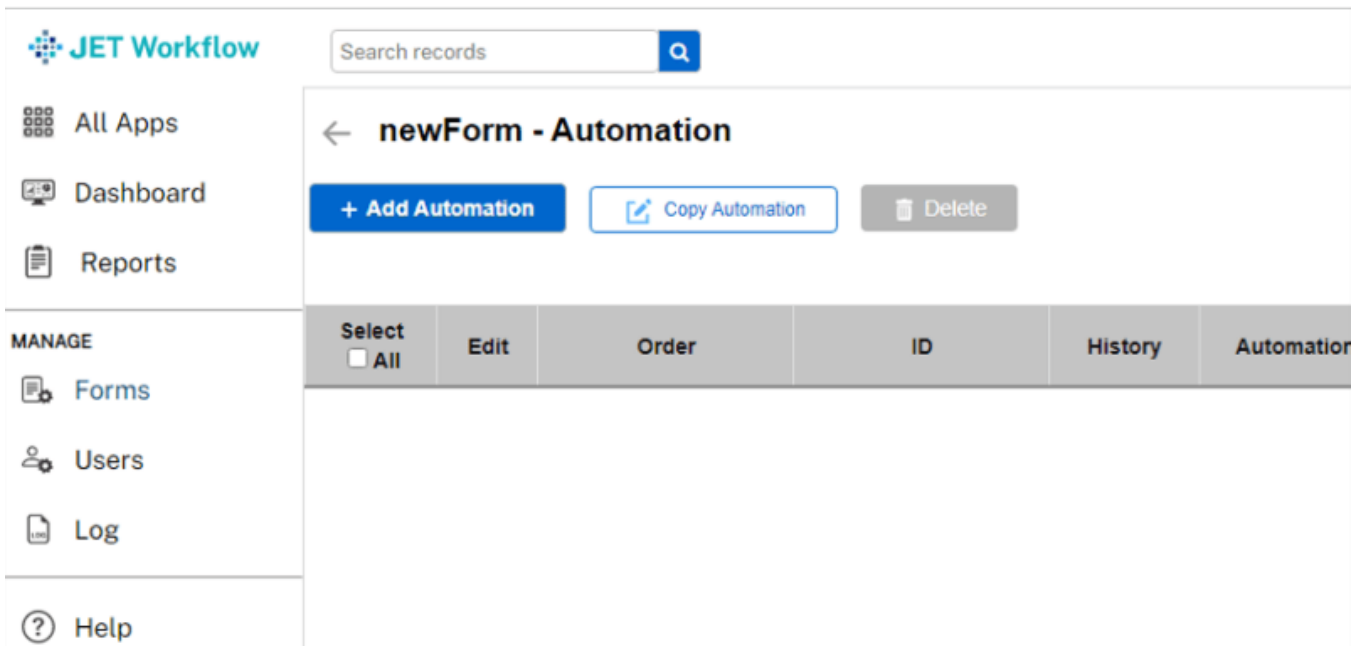 JET Workflow
Search records
All Apps
Dashboard
Reports
MANAGE
Forms
Users
Log
Help
newForm - Automation
+ Add Automation
Copy Automation
Delete
Select
All
Edit
Order
ID
History
Automation